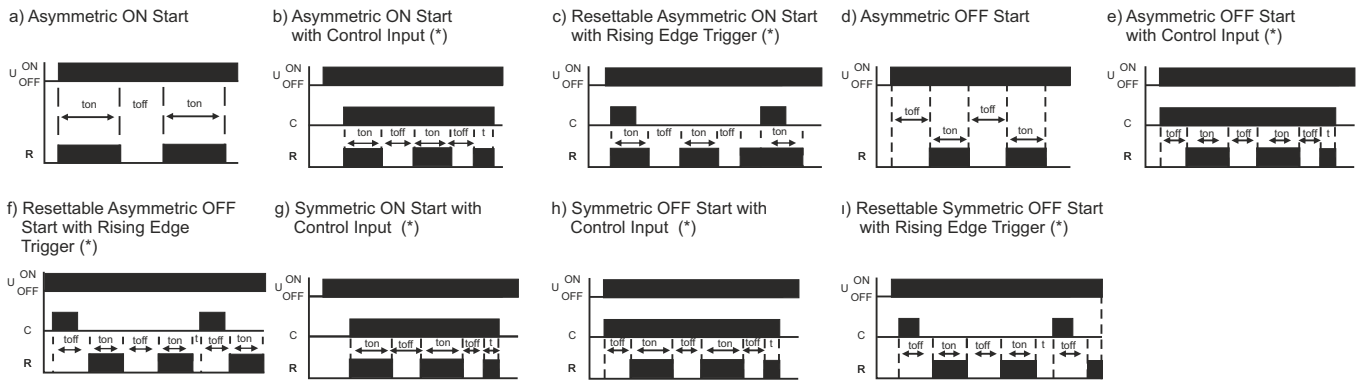 a) Asymmetric ON Start
b) Asymmetric ON Start
with Control Input (*)
c) Resettable Asymmetric ON Start
with Rising Edge Trigger (*)
d) Asymmetric OFF Start
e) Asymmetric OFF Start
with Control Input (*)
U ON
OFF
ton toff ton
R
U ON
OFF
C
ton toff ton toff t
R
U ON
OFF
C
ton toff ton toff ton
R
U ON
OFF
toff toff
ton ton
R
U ON
OFF
C
toff ton toff ton toff t
R
f) Resettable Asymmetric OFF
Start with Rising Edge
Trigger (*)
g) Symmetric ON Start with
Control Input (*)
h) Symmetric OFF Start with
Control Input (*)
ı) Resettable Symmetric OFF Start
with Rising Edge Trigger (*)
U ON
OFF
C
toff ton toff ton t toff ton
R
U ON
OFF
C
ton toff ton toff t
R
U ON
OFF
C
toff ton toff ton toff t
R
U ON
OFF
C
toff ton toff ton t toff
R